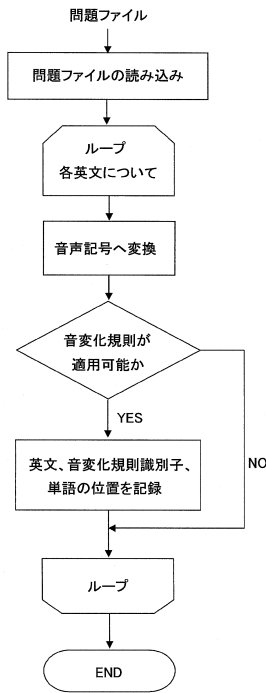 問題ファイル
問題ファイルの読み込み
ループ
各英文について
音声記号へ変換
音変化規則が
適用可能か
YES
NO
英文、音変化規則識別子、
単語の位置を記録
ループ
END